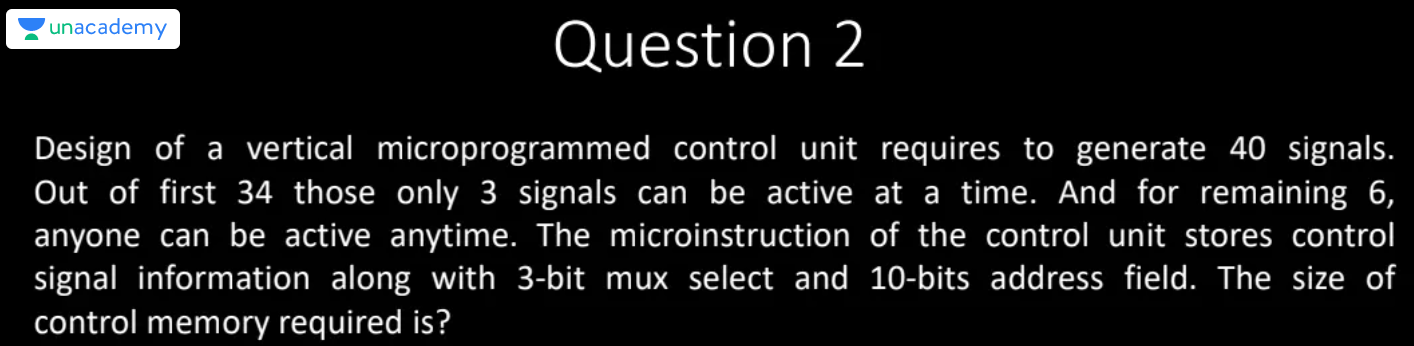 unacademy
Question 2
Design of a vertical microprogrammed control unit requires to generate 40 signals.
Out of first 34 those only 3 signals can be active at a time. And for remaining 6,
anyone can be active anytime. The microinstruction of the control unit stores control
signal information along with 3-bit mux select and 10-bits address field. The size of
control memory required is?